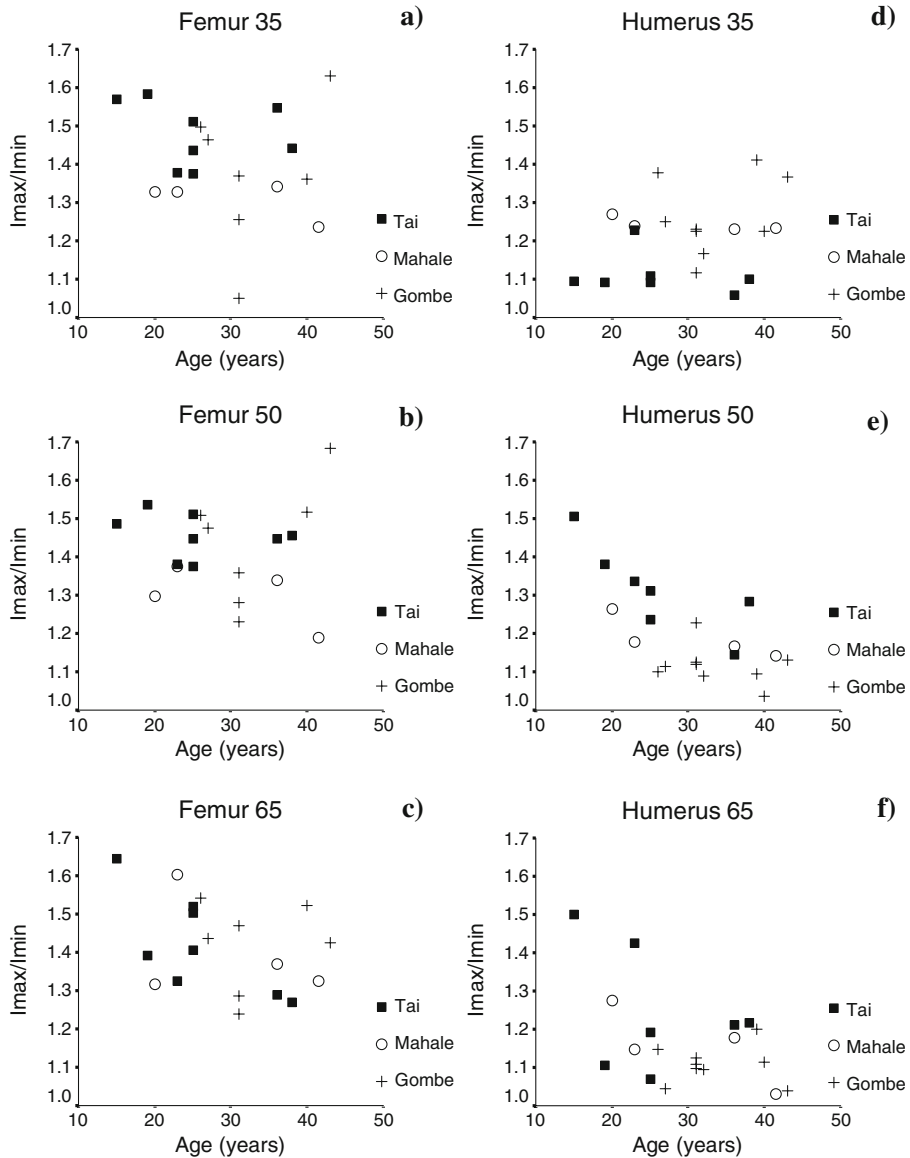 Femur 35
a)
Imax/Imin
1.7
1.6
1.5
1.4
1.3
1.2
1.1
1.0
10 20 30 40 50
Age (years)
Tai
Mahale
Gombe
Humerus 35
d)
Imax/Imin
1.7
1.6
1.5
1.4
1.3
1.2
1.1
1.0
10 20 30 40 50
Age (years)
Tai
Mahale
Gombe
Femur 50
b)
Imax/Imin
1.7
1.6
1.5
1.4
1.3
1.2
1.1
1.0
10 20 30 40 50
Age (years)
Tai
Mahale
Gombe
Humerus 50
e)
Imax/Imin
1.7
1.6
1.5
1.4
1.3
1.2
1.1
1.0
10 20 30 40 50
Age (years)
Tai
Mahale
Gombe
Femur 65
c)
Imax/Imin
1.7
1.6
1.5
1.4
1.3
1.2
1.1
1.0
10 20 30 40 50
Age (years)
Tai
Mahale
Gombe
Humerus 65
f)
Imax/Imin
1.7
1.6
1.5
1.4
1.3
1.2
1.1
1.0
10 20 30 40 50
Age (years)
Tai
Mahale
Gombe